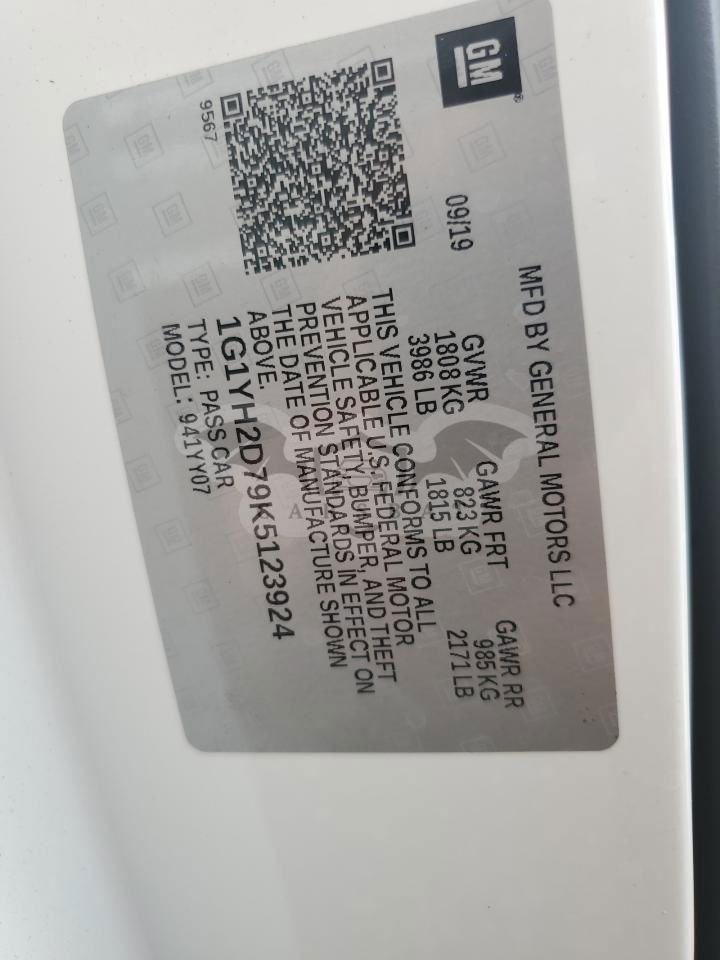 GM
MFD BY GENERAL MOTORS LLC
09/19
GVWR GAWR FRT GAWR RR
1808 KG 823 KG 985 KG
3986 LB 1815 LB 2171 LB
THIS VEHICLE CONFORMS TO ALL
APPLICABLE U.S. FEDERAL MOTOR
VEHICLE SAFETY, BUMPER, AND THEFT
PREVENTION STANDARDS IN EFFECT ON
THE DATE OF MANUFACTURE SHOWN
ABOVE.
1G1YH2D79K5123924
TYPE: PASS CAR
MODEL: 941YY07
9567